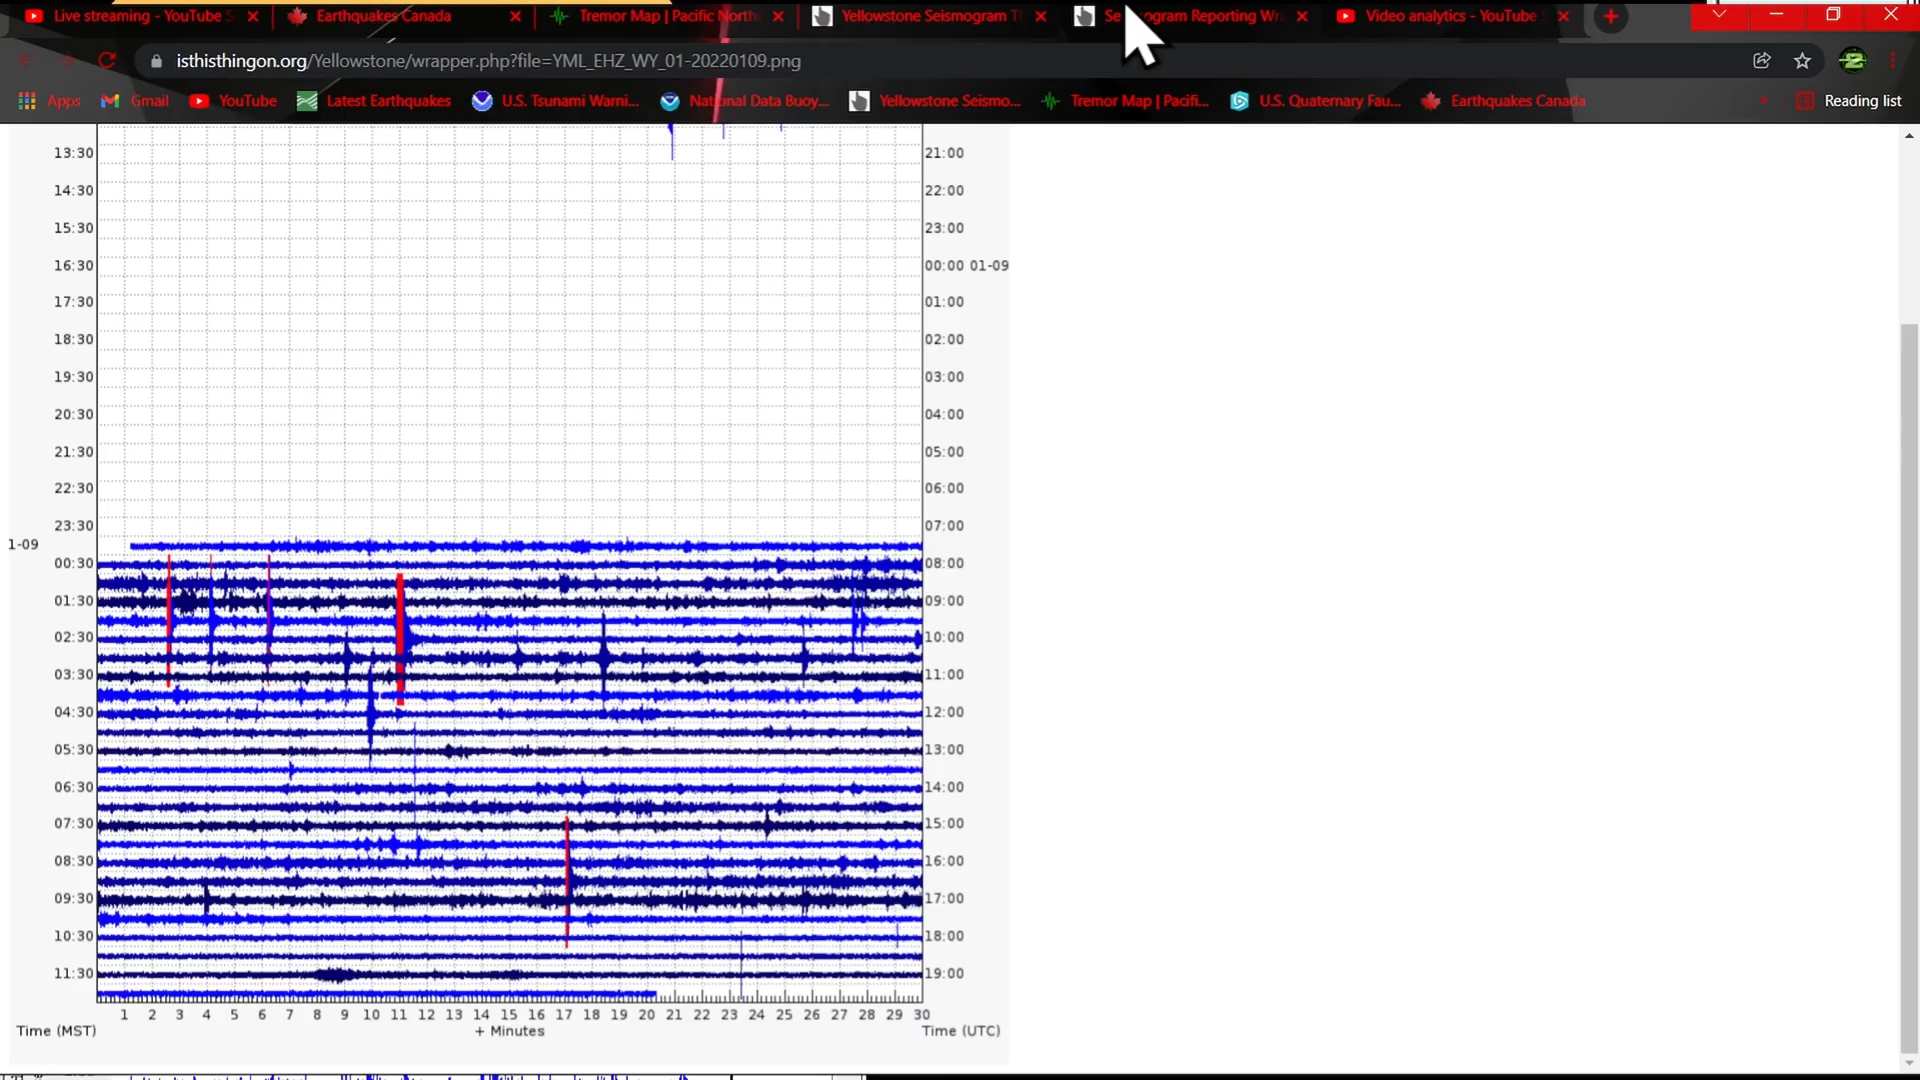 Live streaming - YouTube S
Earthquakes Canada
Tremor Map | Pacific North
Yellowstone Seismogram T
Se ogram Reporting Wra
Video analytics - YouTube S
isthisthingon.org/Yellowstone/wrapper.php?file=YML_EHZ_WY_01-20220109.png
Apps
Gmail
YouTube
Latest Earthquakes
U.S. Tsunami Warni...
National Data Buoy...
Yellowstone Seismo...
Tremor Map | Pacifi...
U.S. Quaternary Fau...
Earthquakes Canada
Reading list
13:30 21:00
14:30 22:00
15:30 23:00
16:30 00:00 01-09
17:30 01:00
18:30 02:00
19:30 03:00
20:30 04:00
21:30 05:00
22:30 06:00
23:30 07:00
1-09
00:30 08:00
01:30 09:00
02:30 10:00
03:30 11:00
04:30 12:00
05:30 13:00
06:30 14:00
07:30 15:00
08:30 16:00
09:30 17:00
10:30 18:00
11:30 19:00
1 2 3 4 5 6 7 8 9 10 11 12 13 14 15 16 17 18 19 20 21 22 23 24 25 26 27 28 29 30
Time (MST) + Minutes Time (UTC)